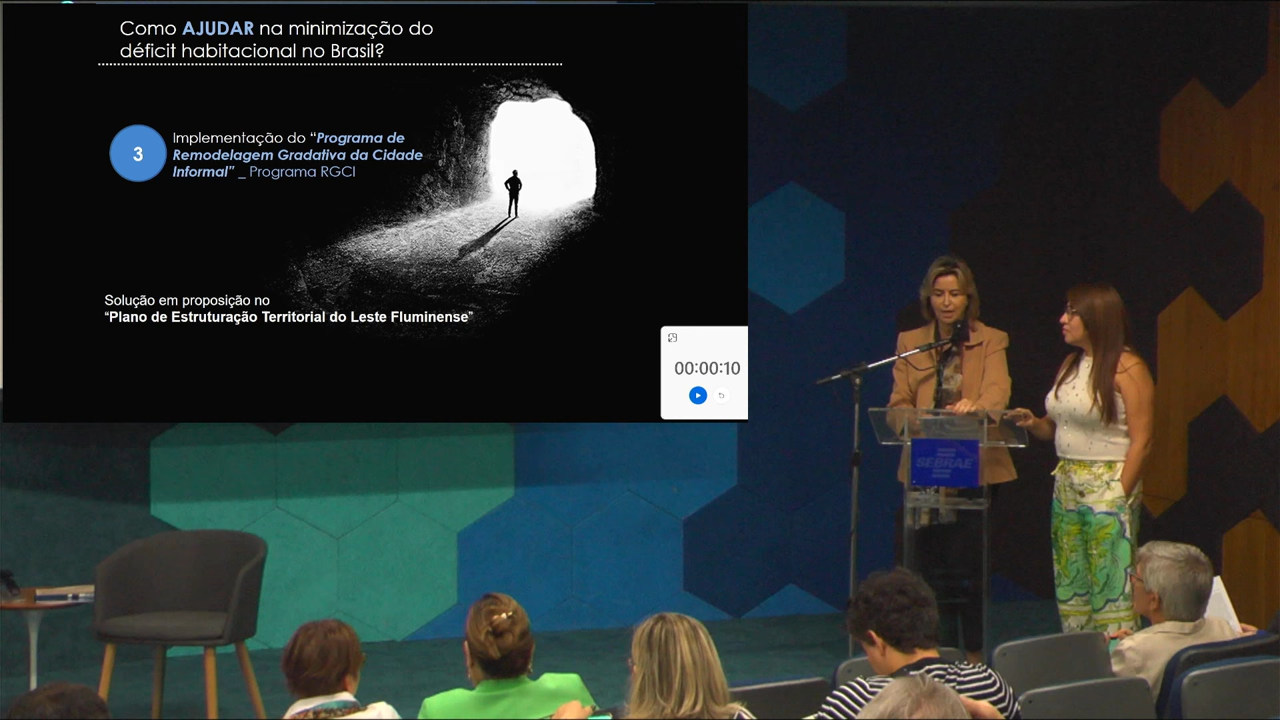 Como AJUDAR na minimização do
déficit habitacional no Brasil?
3
Implementação do “Programa de
Remodelagem Gradativa da Cidade
Informal” _ Programa RGCI
Solução em proposição no
“Plano de Estruturação Territorial do Leste Fluminense”
00:00:10
SEBRAE